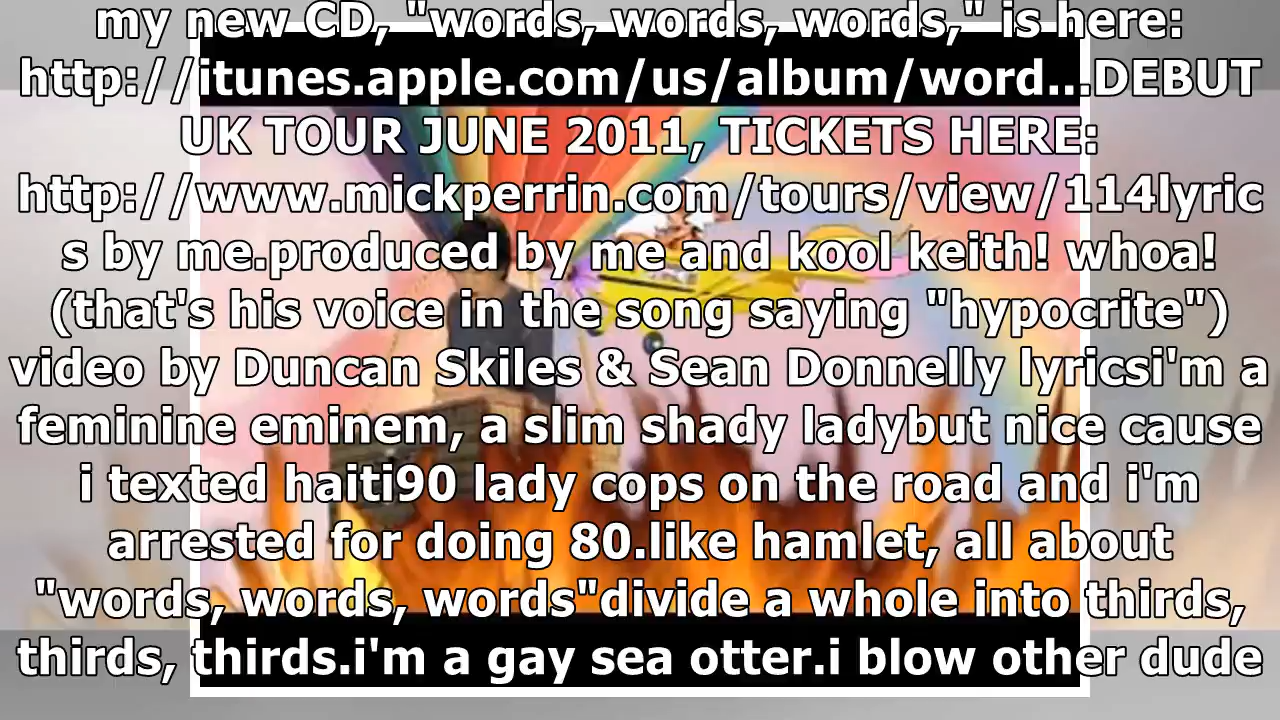 my new CD, "words, words, words," is here:
http://itunes.apple.com/us/album/word...DEBUT
UK TOUR JUNE 2011, TICKETS HERE:
http://www.mickperrin.com/tours/view/114lyric
s by me.produced by me and kool keith! whoa!
(that's his voice in the song saying "hypocrite")
video by Duncan Skiles & Sean Donnelly lyricsi'm a
feminine eminem, a slim shady ladybut nice cause
i texted haiti90 lady cops on the road and i'm
arrested for doing 80.like hamlet, all about
"words, words, words"divide a whole into thirds,
thirds, thirds.i'm a gay sea otter.i blow other dude